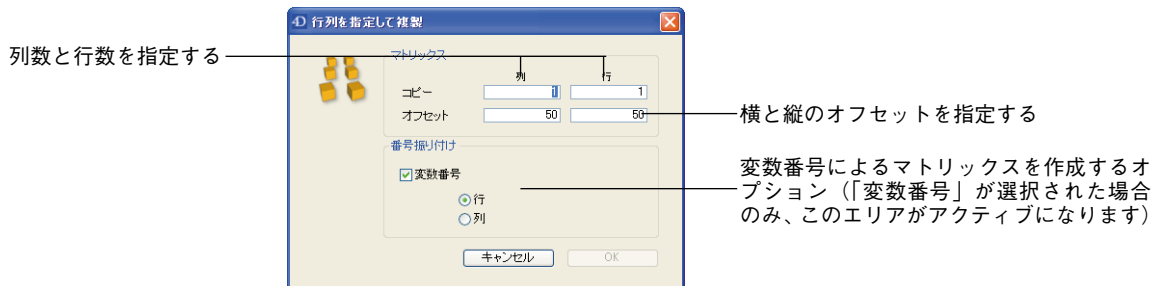 4D 行列を指定して複製
列数と行数を指定する
マトリックス
列 行
コピー 1 1
オフセット 50 50
横と縦のオフセットを指定する
番号振り付け
変数番号
行
列
変数番号によるマトリックスを作成するオ
プション(「変数番号」が選択された場合
のみ、このエリアがアクティブになります)
キャンセル OK